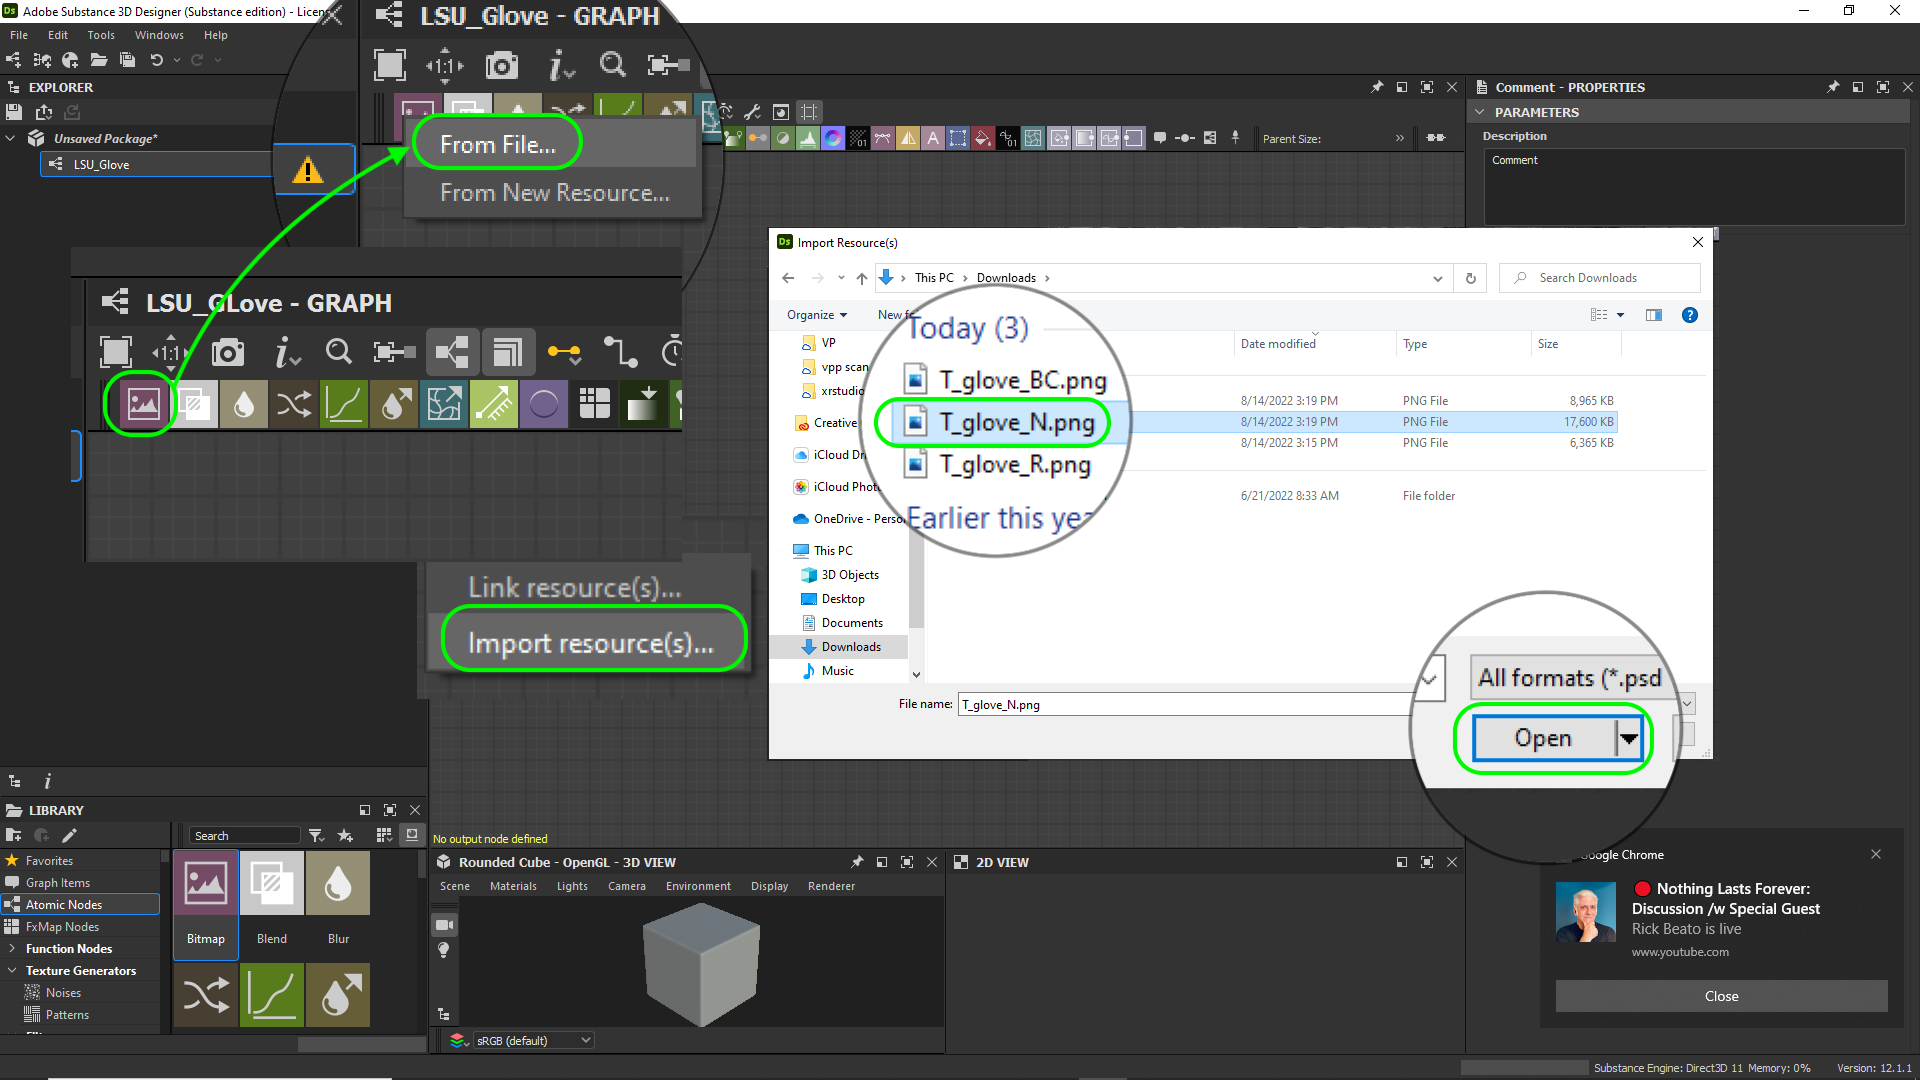 Adobe Substance 3D Designer (Substance edition) - Licen
File Edit Tools Windows Help
EXPLORER
Unsaved Package*
LSU_Glove
LSU_Glove - GRAPH
1:1
From File...
From New Resource...
Parent Size:
Comment - PROPERTIES
PARAMETERS
Description
Comment
LSU_GLove - GRAPH
1:1
Link resource(s)...
Import resource(s)...
Import Resource(s)
This PC > Downloads >
Search Downloads
Organize
New f
Date modified Type Size
VP
vpp scan
xrstudio
Creative
iCloud Dri
iCloud Phot
OneDrive - Perso
This PC
3D Objects
Desktop
Documents
Downloads
Music
Today (3)
T_glove_BC.png
8/14/2022 3:19 PM PNG File 8,965 KB
T_glove_N.png
8/14/2022 3:19 PM PNG File 17,600 KB
T_glove_R.png
8/14/2022 3:15 PM PNG File 6,365 KB
Earlier this yea
6/21/2022 8:33 AM File folder
File name: T_glove_N.png
All formats (*.psd
Open
LIBRARY
Search
Favorites
Graph Items
Atomic Nodes
FxMap Nodes
Function Nodes
Texture Generators
Noises
Patterns
Bitmap Blend Blur
No output node defined
Rounded Cube - OpenGL - 3D VIEW
Scene Materials Lights Camera Environment Display Renderer
sRGB (default)
2D VIEW
oogle Chrome
Nothing Lasts Forever:
Discussion /w Special Guest
Rick Beato is live
www.youtube.com
Close
Substance Engine: Direct3D 11 Memory: 0% Version: 12.1.1